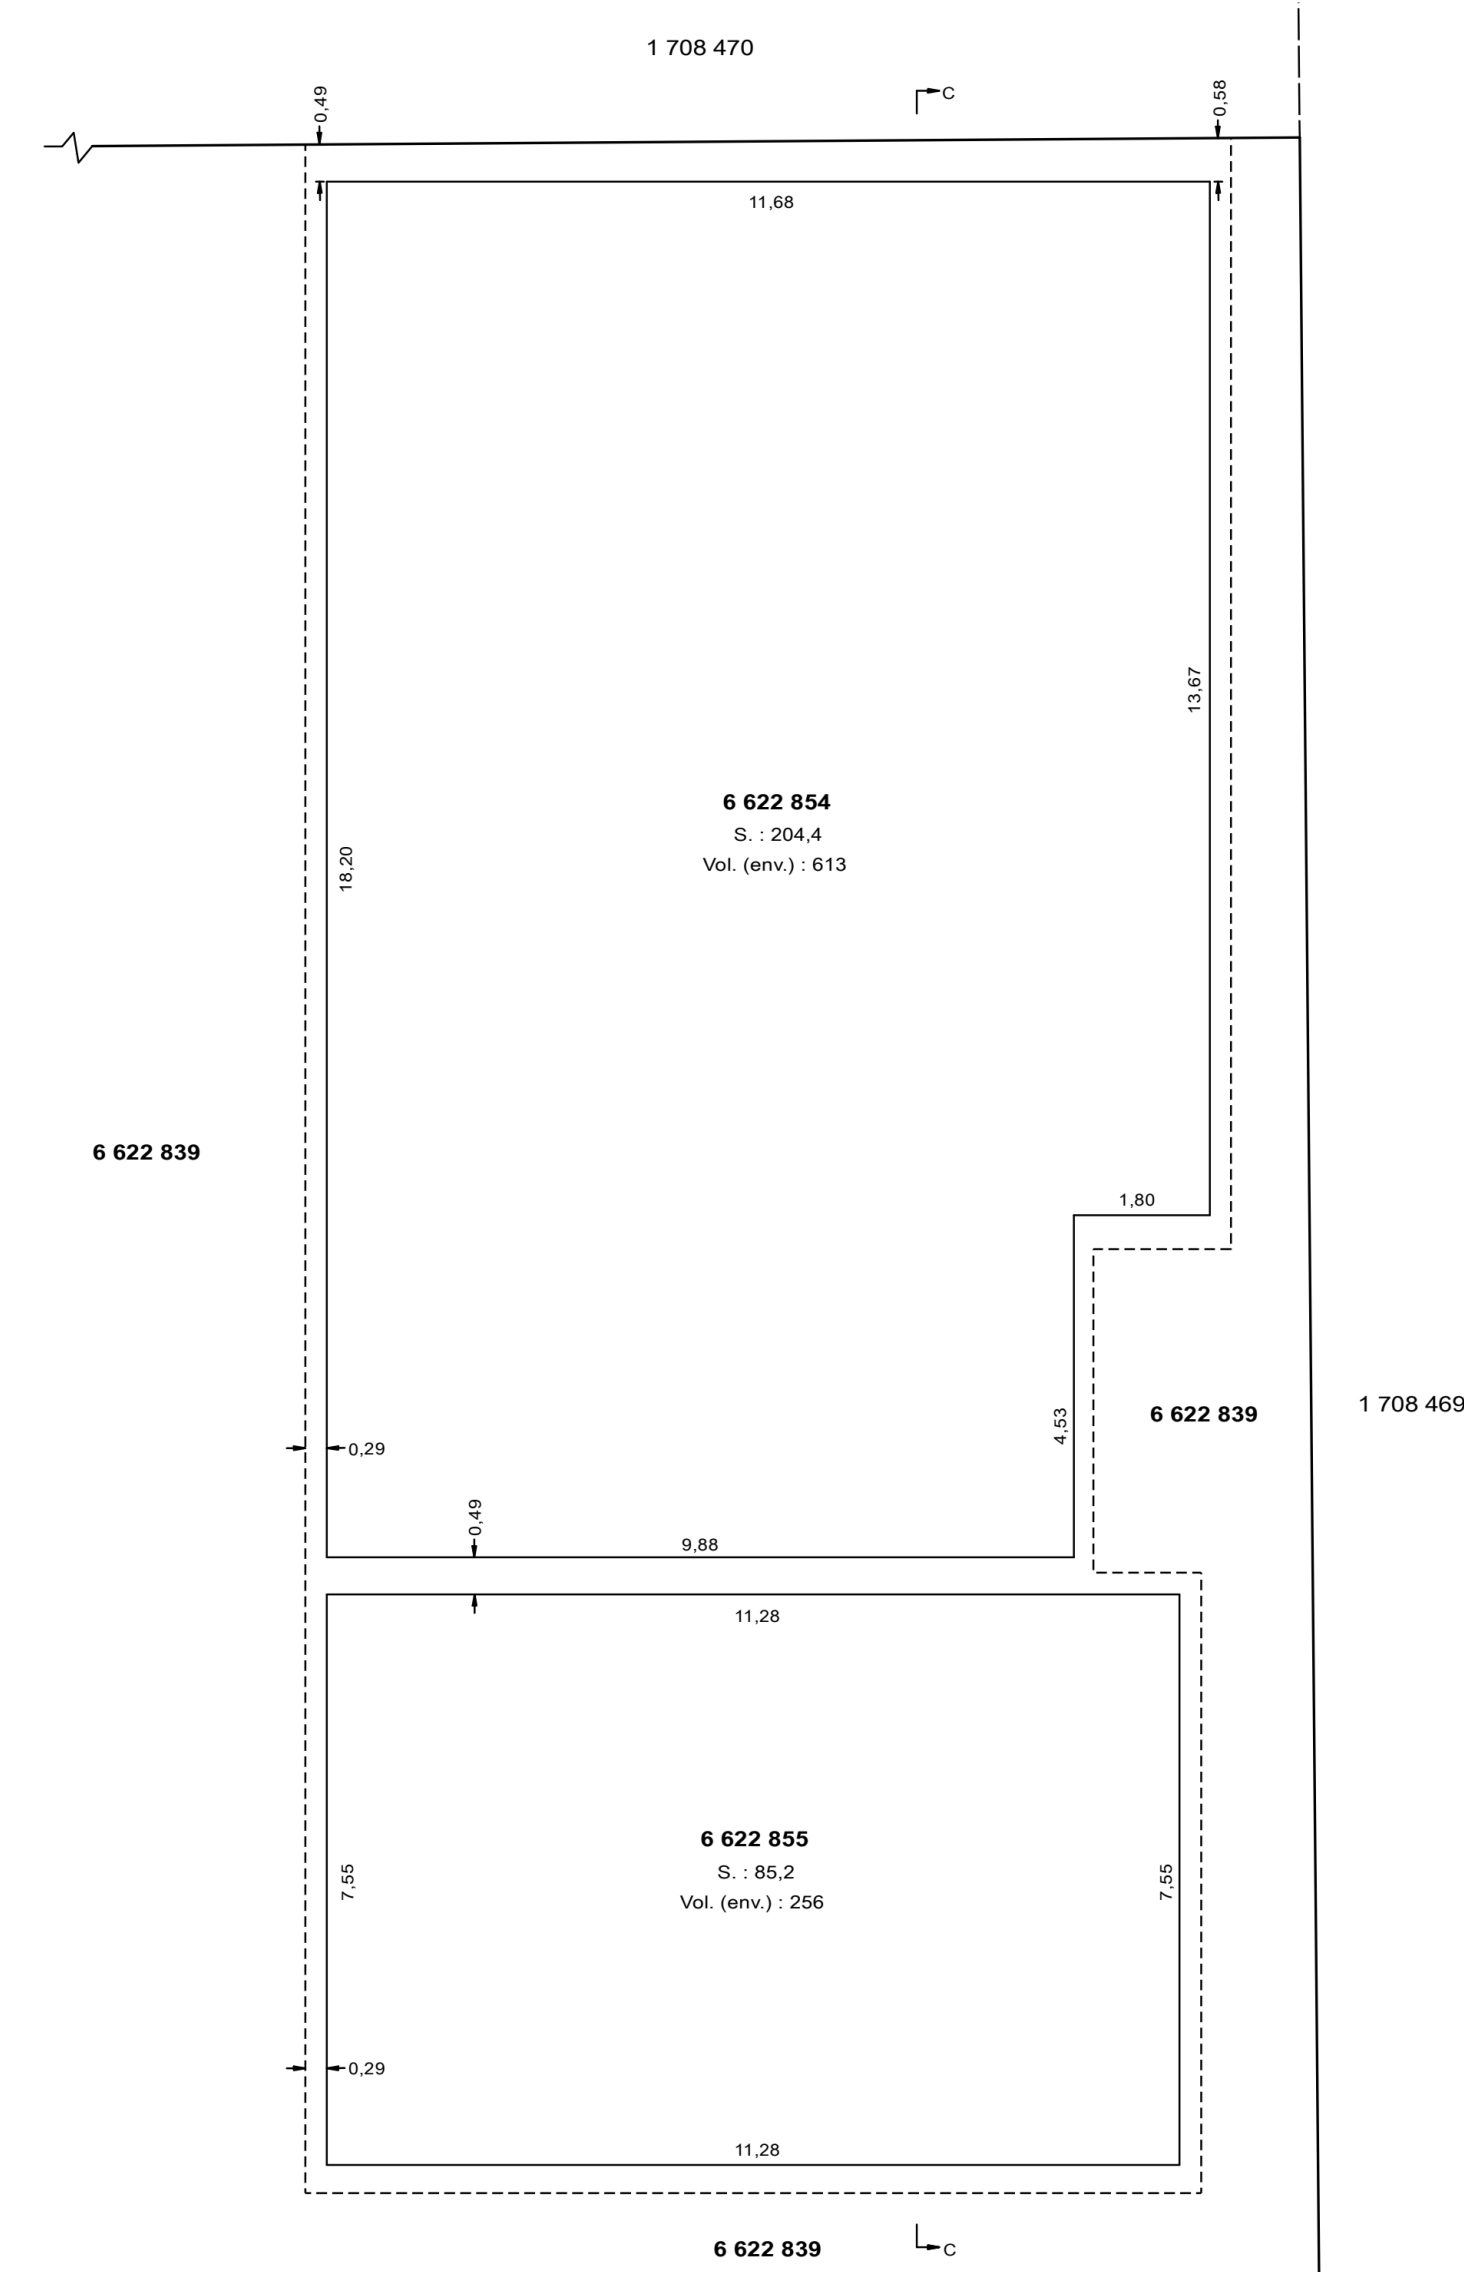 1 708 470
0,49
C
0,58
11,68
13,67
6 622 854
S. : 204,4
Vol. (env.) : 613
18,20
6 622 839
1,80
4,53
6 622 839
1 708 469
0,29
0,49
9,88
11,28
6 622 855
S. : 85,2
Vol. (env.) : 256
7,55
7,55
0,29
11,28
6 622 839
C